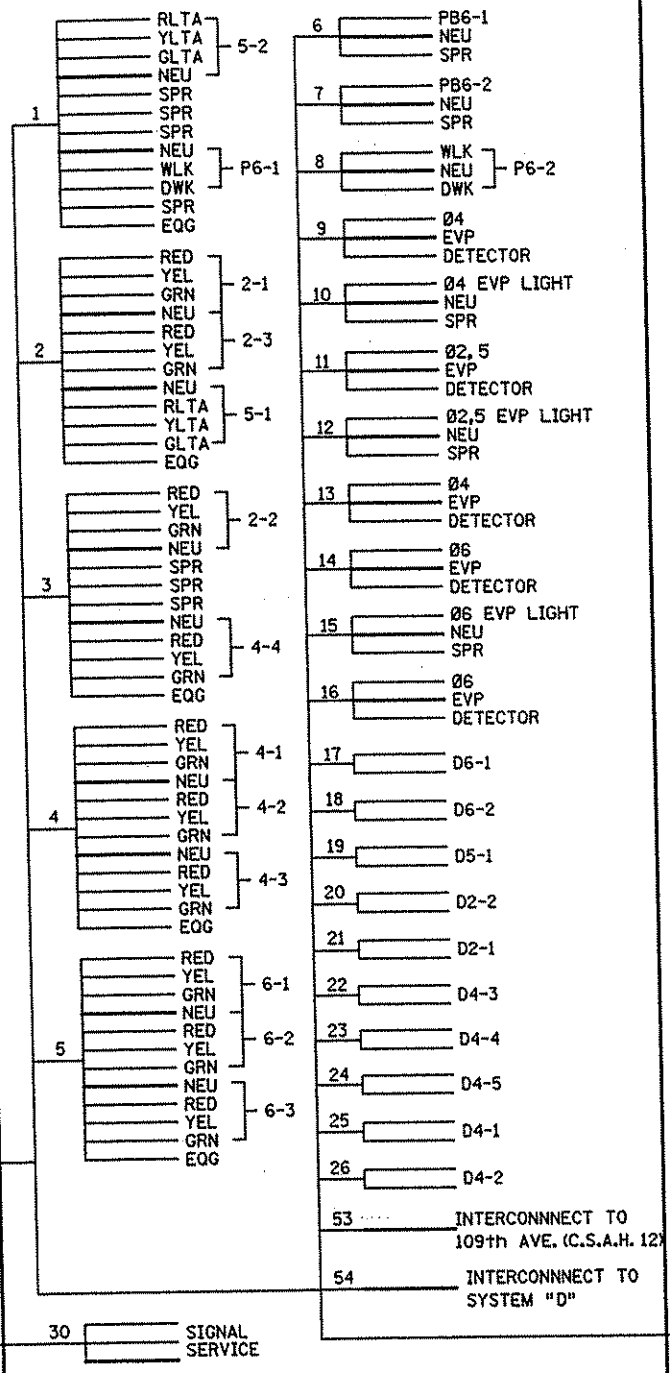 1
RLTA
YLTA
GLTA
NEU
5-2
SPR
SPR
SPR
NEU
WLK
DWK
P6-1
SPR
EQG
2
RED
YEL
GRN
NEU
2-1
RED
YEL
GRN
2-3
NEU
RLTA
YLTA
GLTA
5-1
EQG
3
RED
YEL
GRN
NEU
2-2
SPR
SPR
SPR
NEU
RED
YEL
GRN
4-4
EQG
4
RED
YEL
GRN
NEU
4-1
RED
YEL
GRN
4-2
NEU
RED
YEL
GRN
4-3
EQG
5
RED
YEL
GRN
NEU
6-1
RED
YEL
GRN
6-2
NEU
RED
YEL
GRN
6-3
EQG
30
SIGNAL
SERVICE
6
PB6-1
NEU
SPR
7
PB6-2
NEU
SPR
8
WLK
NEU
DWK
P6-2
9
Ø4
EVP
DETECTOR
10
Ø4 EVP LIGHT
NEU
SPR
11
Ø2,5
EVP
DETECTOR
12
Ø2,5 EVP LIGHT
NEU
SPR
13
Ø4
EVP
DETECTOR
14
Ø6
EVP
DETECTOR
15
Ø6 EVP LIGHT
NEU
SPR
16
Ø6
EVP
DETECTOR
17 D6-1
18 D6-2
19 D5-1
20 D2-2
21 D2-1
22 D4-3
23 D4-4
24 D4-5
25 D4-1
26 D4-2
53 INTERCONNNECT TO
109th AVE. (C.S.A.H. 12)
54 INTERCONNNECT TO
SYSTEM "D"